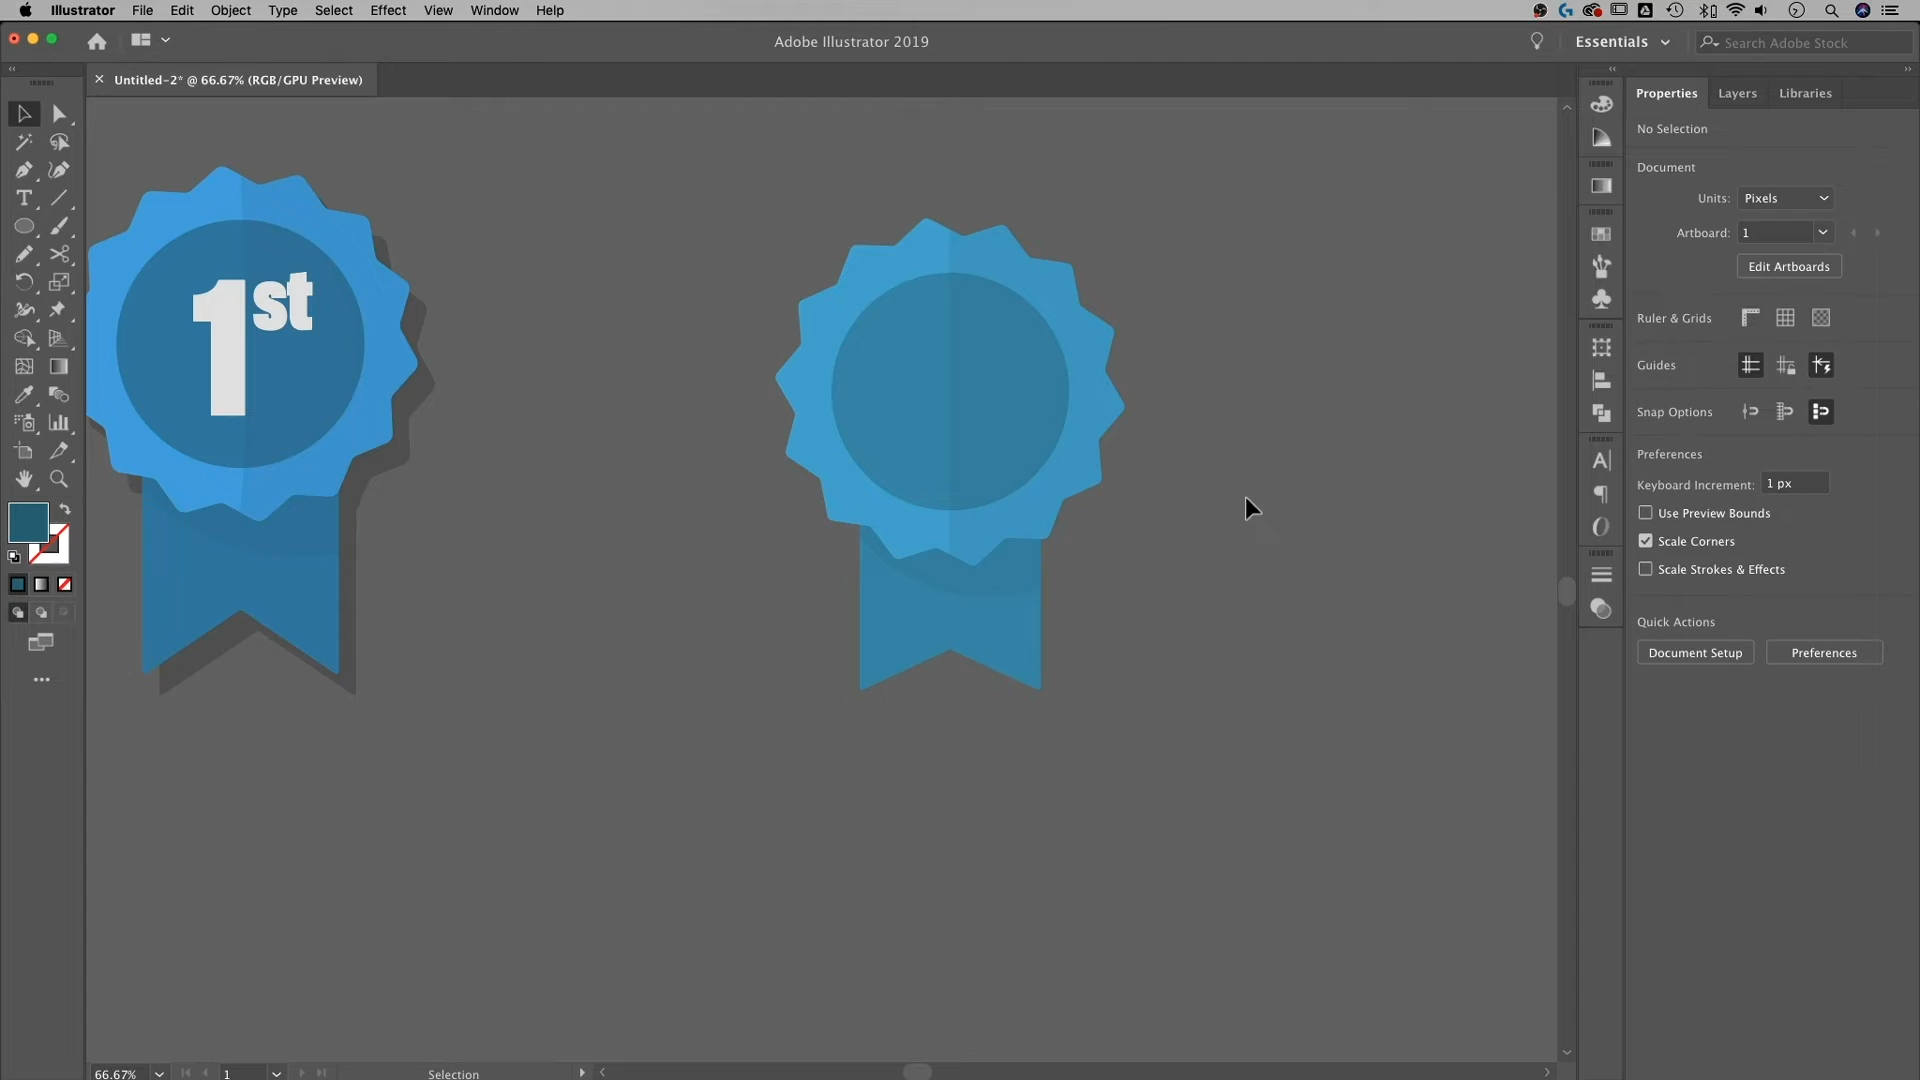 Illustrator File Edit Object Type Select Effect View Window Help
Adobe Illustrator 2019
Essentials
Search Adobe Stock
× Untitled-2* @ 66.67% (RGB/GPU Preview)
Properties Layers Libraries
No Selection
Document
Units: Pixels
Artboard: 1
Edit Artboards
Ruler & Grids
Guides
Snap Options
Preferences
Keyboard Increment: 1 px
Use Preview Bounds
Scale Corners
Scale Strokes & Effects
Quick Actions
Document Setup Preferences
1st
66.67% 1 Selection